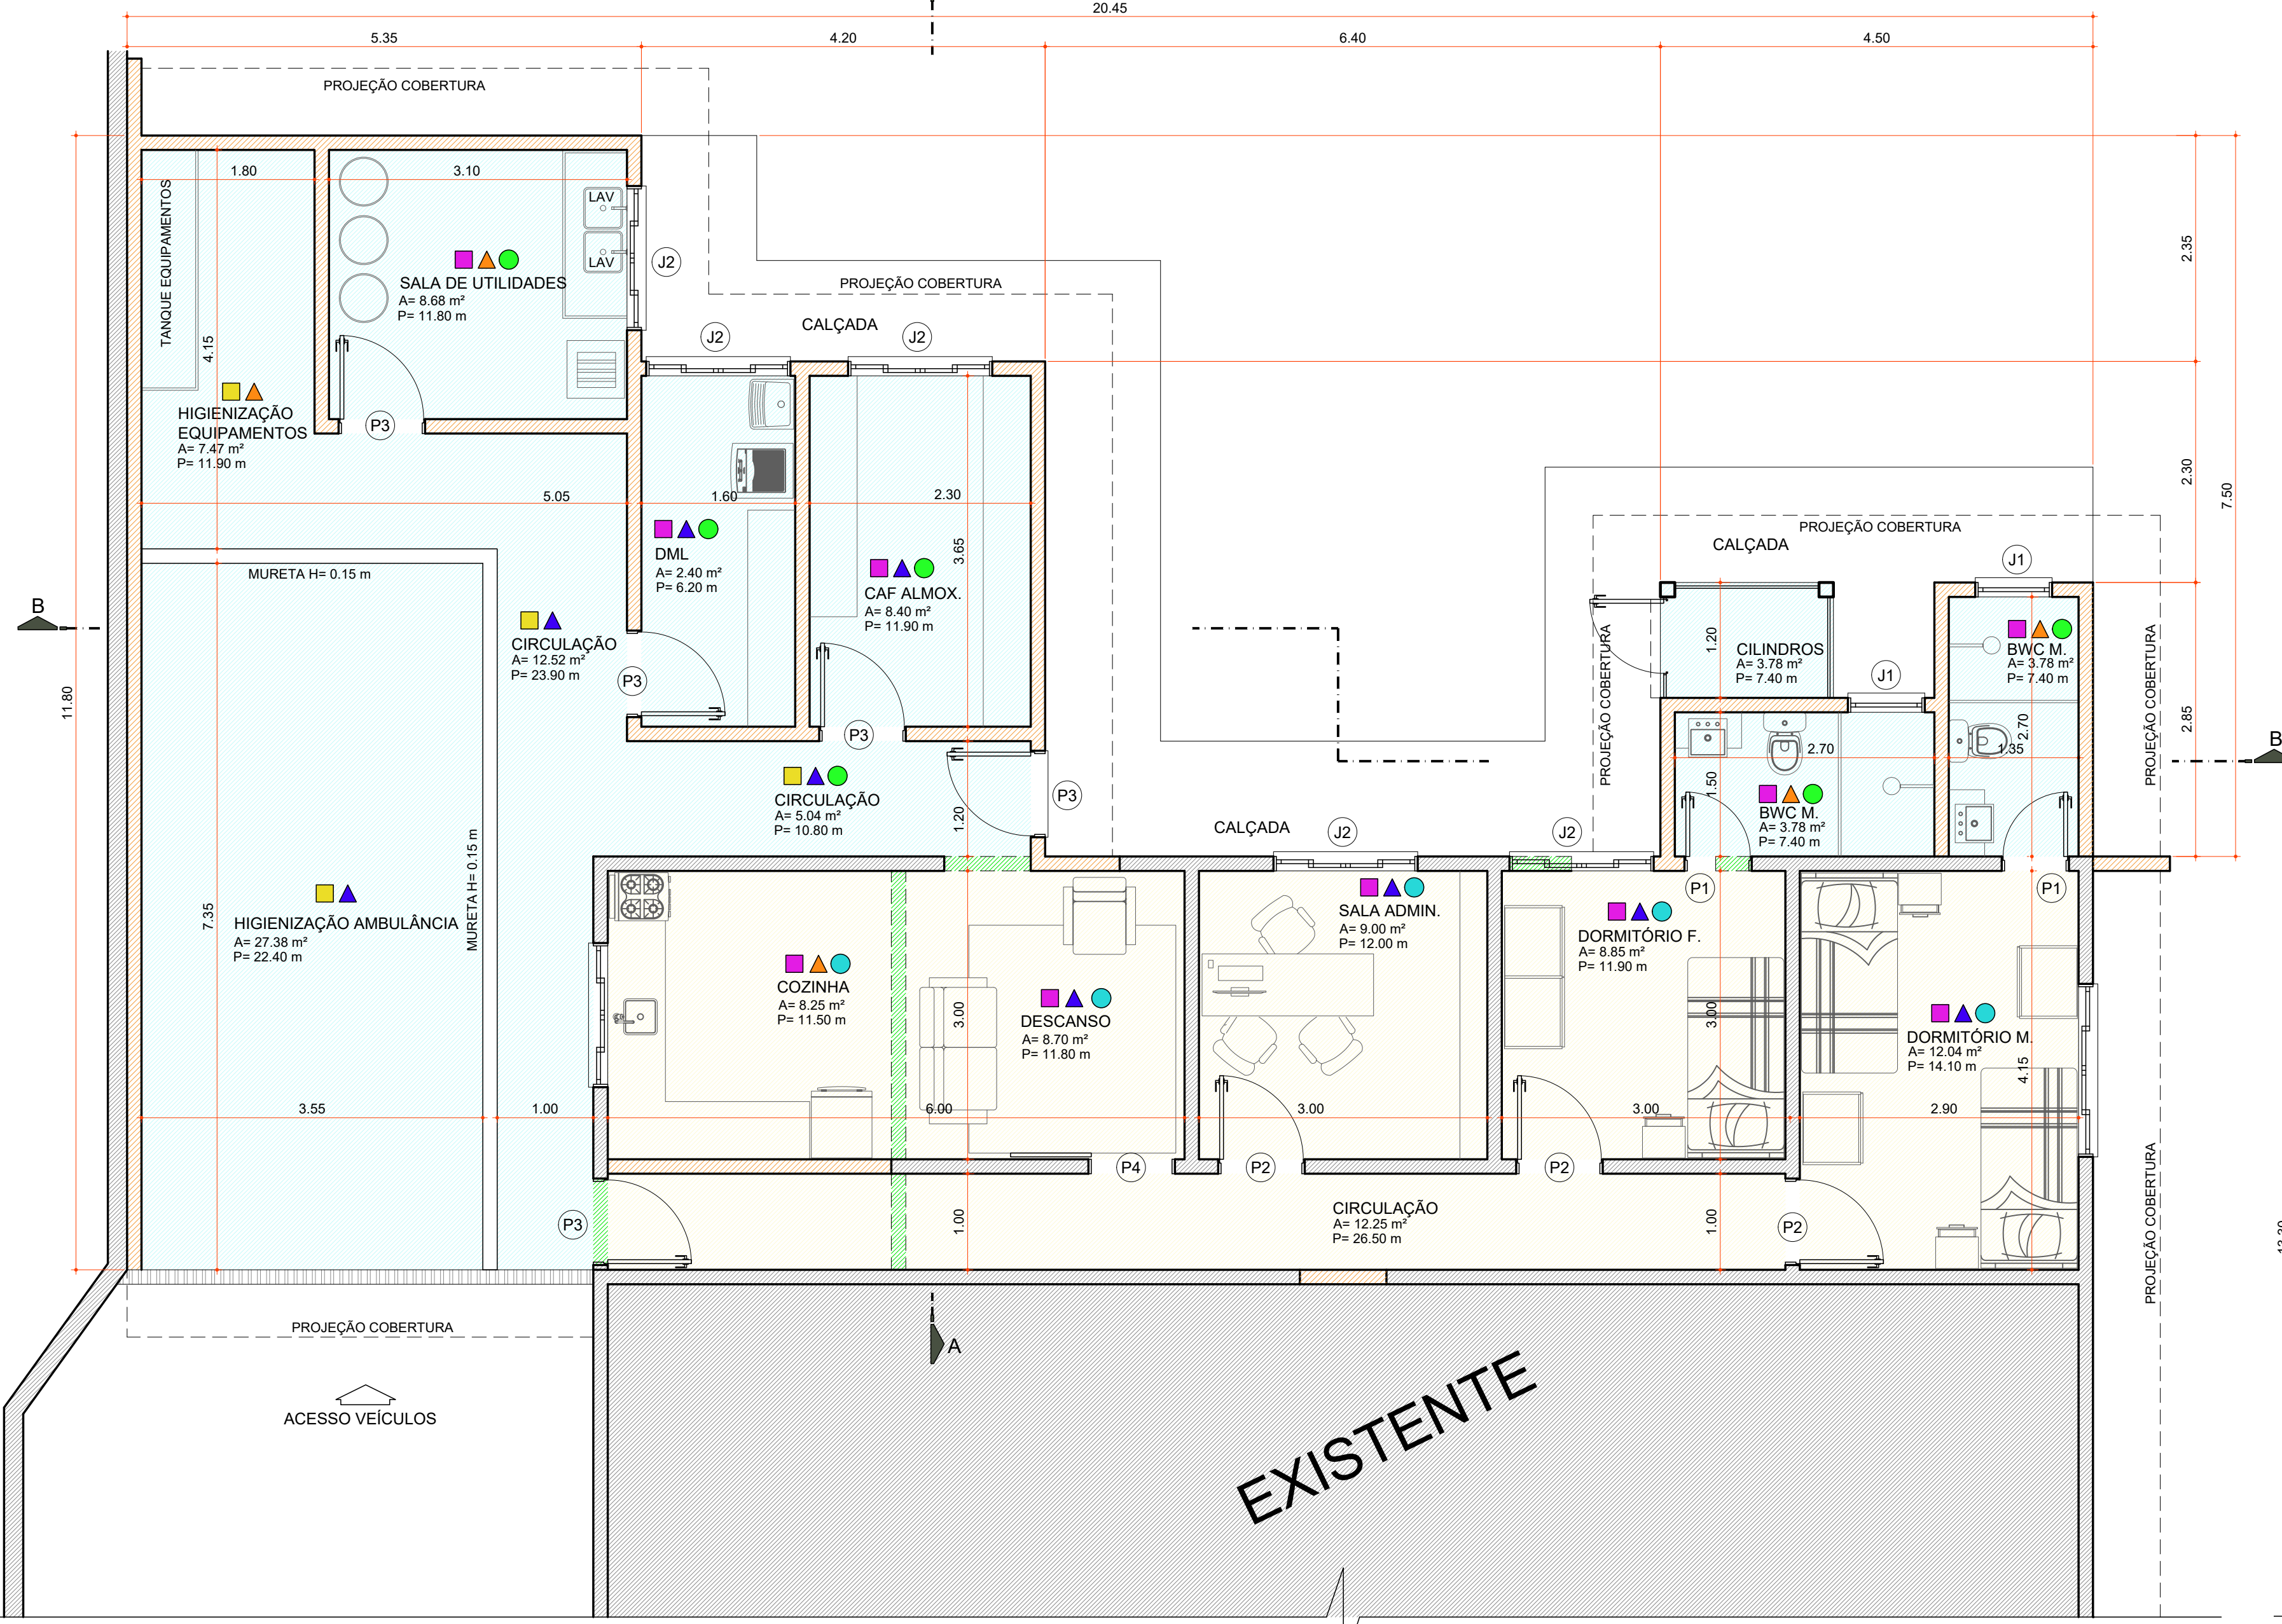 20.45
5.35
4.20
6.40
4.50
PROJEÇÃO COBERTURA
1.80
3.10
TANQUE EQUIPAMENTOS
LAV
LAV
J2
SALA DE UTILIDADES
A= 8.68 m²
P= 11.80 m
PROJEÇÃO COBERTURA
CALÇADA
J2
J2
2.35
4.15
HIGIENIZAÇÃO
EQUIPAMENTOS
A= 7.47 m²
P= 11.90 m
P3
5.05
1.60
2.30
2.30
7.50
DML
A= 2.40 m²
P= 6.20 m
3.65
CAF ALMOX.
A= 8.40 m²
P= 11.90 m
PROJEÇÃO COBERTURA
CALÇADA
J1
MURETA H= 0.15 m
B
CIRCULAÇÃO
A= 12.52 m²
P= 23.90 m
P3
11.80
1.20
CILINDROS
A= 3.78 m²
P= 7.40 m
J1
BWC M.
A= 3.78 m²
P= 7.40 m
PROJEÇÃO COBERTURA
PROJEÇÃO COBERTURA
2.85
B
P3
2.70
2.70
1.35
1.50
BWC M.
A= 3.78 m²
P= 7.40 m
CIRCULAÇÃO
A= 5.04 m²
P= 10.80 m
1.20
P3
CALÇADA
J2
J2
P1
P1
MURETA H= 0.15 m
7.35
HIGIENIZAÇÃO AMBULÂNCIA
A= 27.38 m²
P= 22.40 m
COZINHA
A= 8.25 m²
P= 11.50 m
3.00
DESCANSO
A= 8.70 m²
P= 11.80 m
SALA ADMIN.
A= 9.00 m²
P= 12.00 m
DORMITÓRIO F.
A= 8.85 m²
P= 11.90 m
3.00
DORMITÓRIO M.
A= 12.04 m²
P= 14.10 m
4.15
3.55
1.00
6.00
3.00
3.00
2.90
P4
P2
P2
P3
1.00
CIRCULAÇÃO
A= 12.25 m²
P= 26.50 m
1.00
P2
PROJEÇÃO COBERTURA
PROJEÇÃO COBERTURA
A
ACESSO VEÍCULOS
EXISTENTE